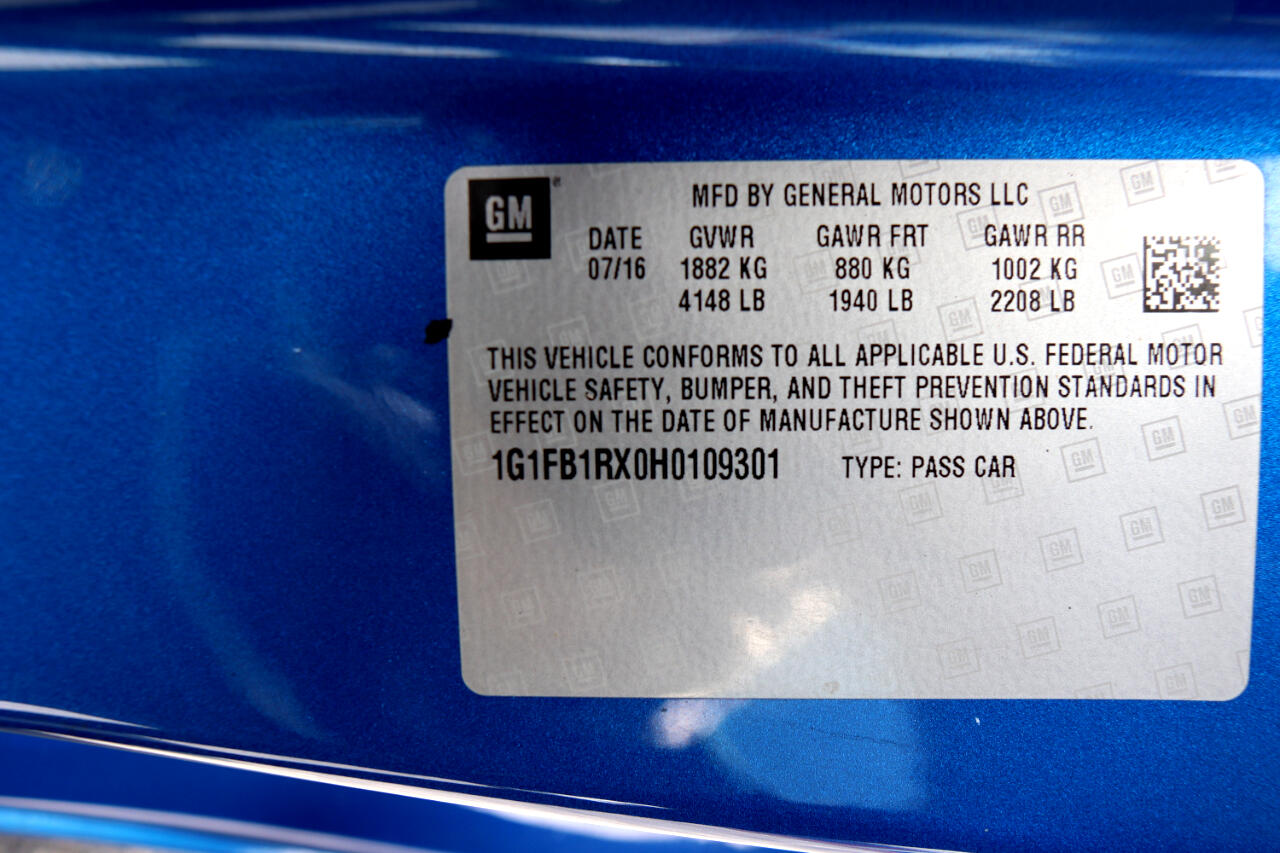 GM
MFD BY GENERAL MOTORS LLC
DATE GVWR GAWR FRT GAWR RR
07/16 1882 KG 880 KG 1002 KG
4148 LB 1940 LB 2208 LB
THIS VEHICLE CONFORMS TO ALL APPLICABLE U.S. FEDERAL MOTOR
VEHICLE SAFETY, BUMPER, AND THEFT PREVENTION STANDARDS IN
EFFECT ON THE DATE OF MANUFACTURE SHOWN ABOVE.
1G1FB1RX0H0109301 TYPE: PASS CAR